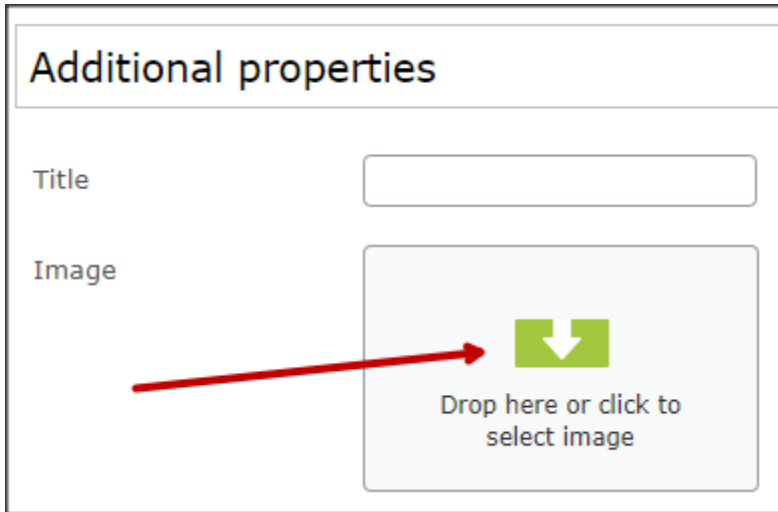 Additional properties
Title
Image
Drop here or click to
select image